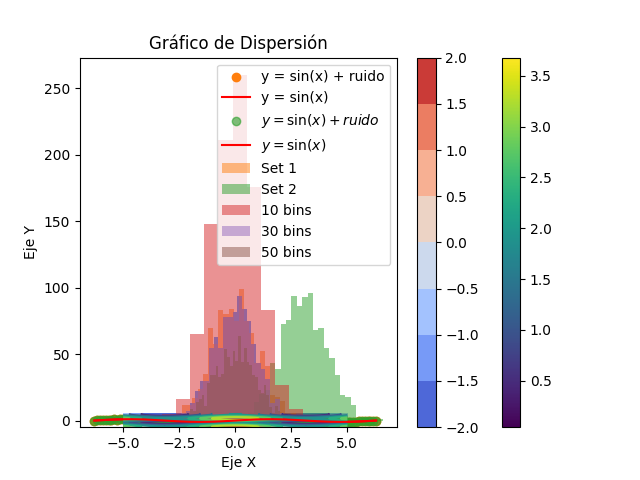 Gráfico de Dispersión
Eje Y
250
200
150
100
50
0
−5.0 −2.5 0.0 2.5 5.0
Eje X
y = sin(x) + ruido
y = sin(x)
y = sin(x) + ruido
y = sin(x)
Set 1
Set 2
10 bins
30 bins
50 bins
2.0
1.5
1.0
0.5
0.0
−0.5
−1.0
−1.5
−2.0
3.5
3.0
2.5
2.0
1.5
1.0
0.5